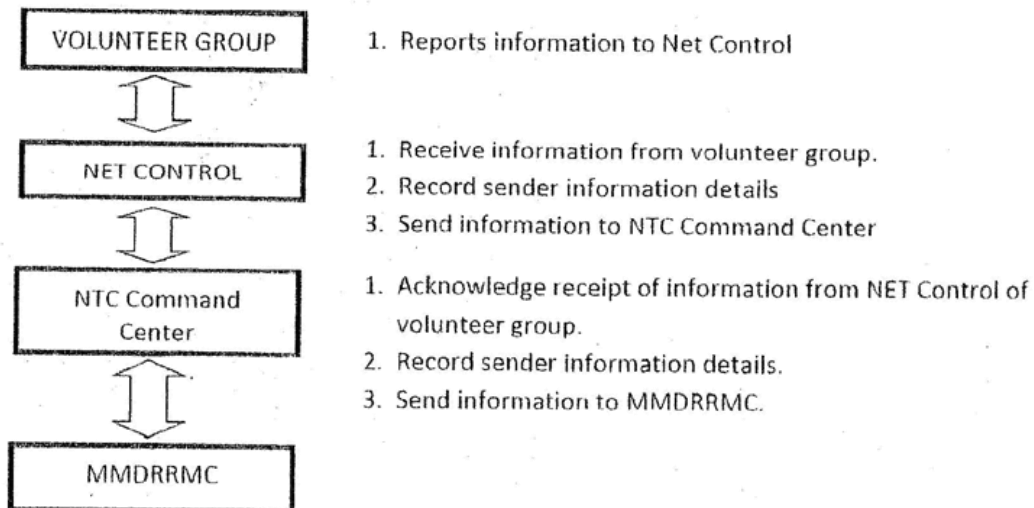 VOLUNTEER GROUP
1. Reports information to Net Control
NET CONTROL
1. Receive information from volunteer group.
2. Record sender information details
3. Send information to NTC Command Center
NTC Command
Center
1. Acknowledge receipt of information from NET Control of
volunteer group.
2. Record sender information details.
3. Send information to MMDRRMC.
MMDRRMC